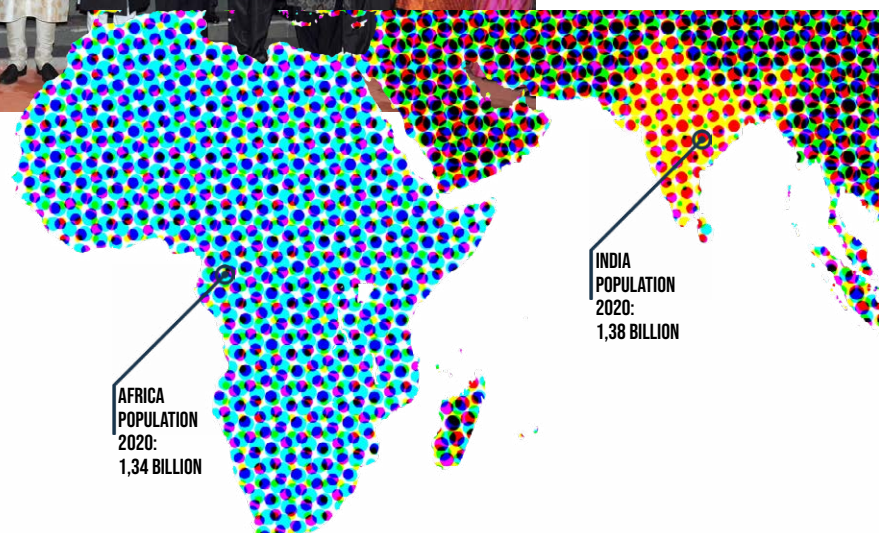 INDIA
POPULATION
2020:
1,38 BILLION
AFRICA
POPULATION
2020:
1,34 BILLION